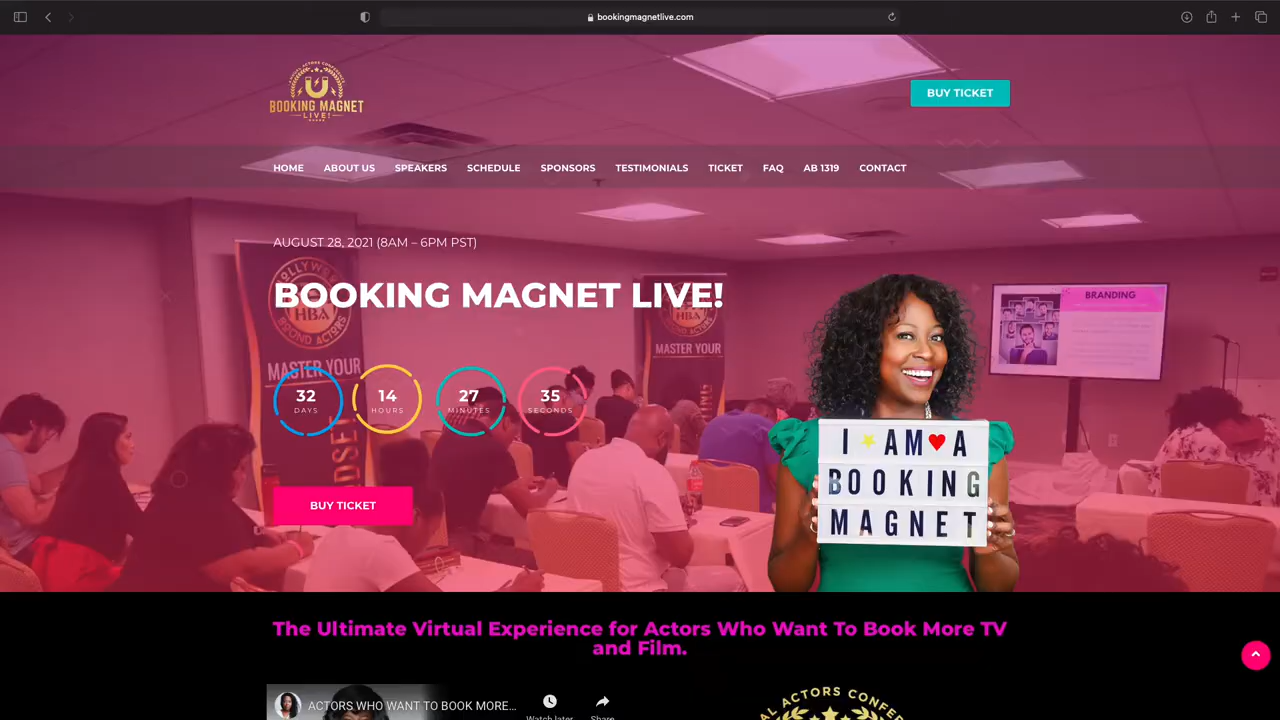 bookingmagnetlive.com
BOOKING MAGNET
LIVE!
BUY TICKET
HOME ABOUT US SPEAKERS SCHEDULE SPONSORS TESTIMONIALS TICKET FAQ AB 1319 CONTACT
AUGUST 28, 2021 (8AM – 6PM PST)
BOOKING MAGNET LIVE!
HBA
MASTER YOUR
MASTER YOUR
BRANDING
32 14 27 35
DAYS HOURS MINUTES SECONDS
I AM A
BOOKING
MAGNET
BUY TICKET
The Ultimate Virtual Experience for Actors Who Want To Book More TV
and Film.
ACTORS WHO WANT TO BOOK MORE...
Watch later Share
ACTORS